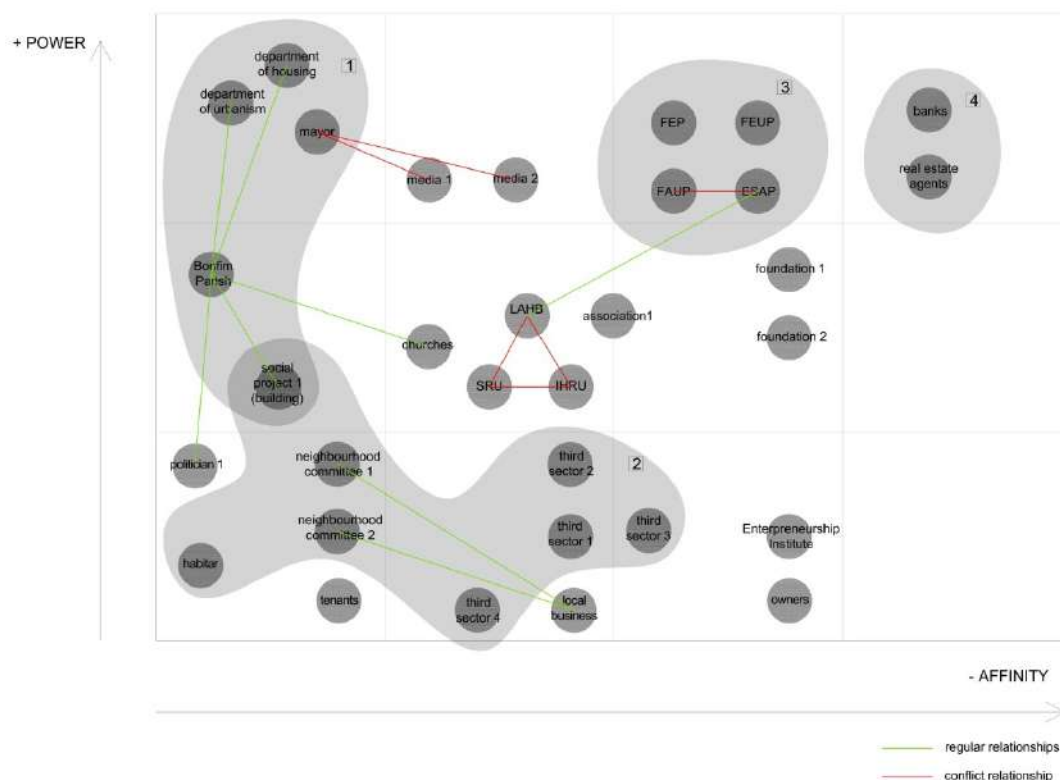 + POWER
department
of housing
1
department
of urbanism
mayor
media 1
media 2
3
FEP
FEUP
FAUP
ESAP
4
banks
real estate
agents
Bonfim
Parish
foundation 1
LAHB
association1
churches
foundation 2
social
project 1
(building)
SRU
IHRU
politician 1
neighbourhood
committee 1
third
sector 2
2
neighbourhood
committee 2
third
sector 1
third
sector 3
Enterpreneurship
Institute
habitar
tenants
third
sector 4
local
business
owners
- AFFINITY
regular relationships
conflict relationship